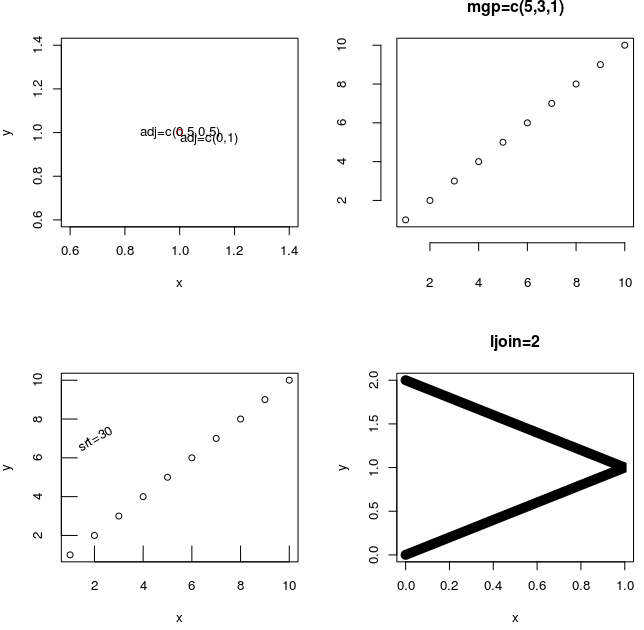 mgp=c(5,3,1)
y
1.4
1.2
1.0
0.8
0.6
adj=c(0.5,0.5)
adj=c(0,1)
0.6 0.8 1.0 1.2 1.4
x
10
8
6
4
2
2 4 6 8 10
ljoin=2
y
10
8
6
4
2
srt=30
2 4 6 8 10
x
y
2.0
1.5
1.0
0.5
0.0
0.0 0.2 0.4 0.6 0.8 1.0
x